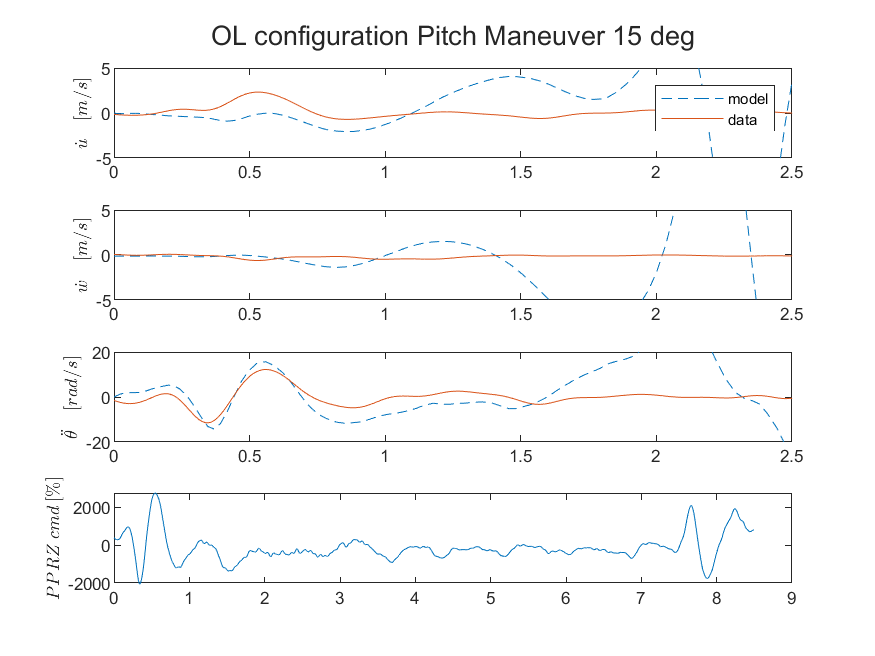 OL configuration Pitch Maneuver 15 deg
5
0
-5
u̇ [m/s]
model
data
0 0.5 1 1.5 2 2.5
5
0
-5
ẇ [m/s]
0 0.5 1 1.5 2 2.5
20
0
-20
θ̈ [rad/s]
0 0.5 1 1.5 2 2.5
2000
0
-2000
PPRZ cmd [%]
0 1 2 3 4 5 6 7 8 9